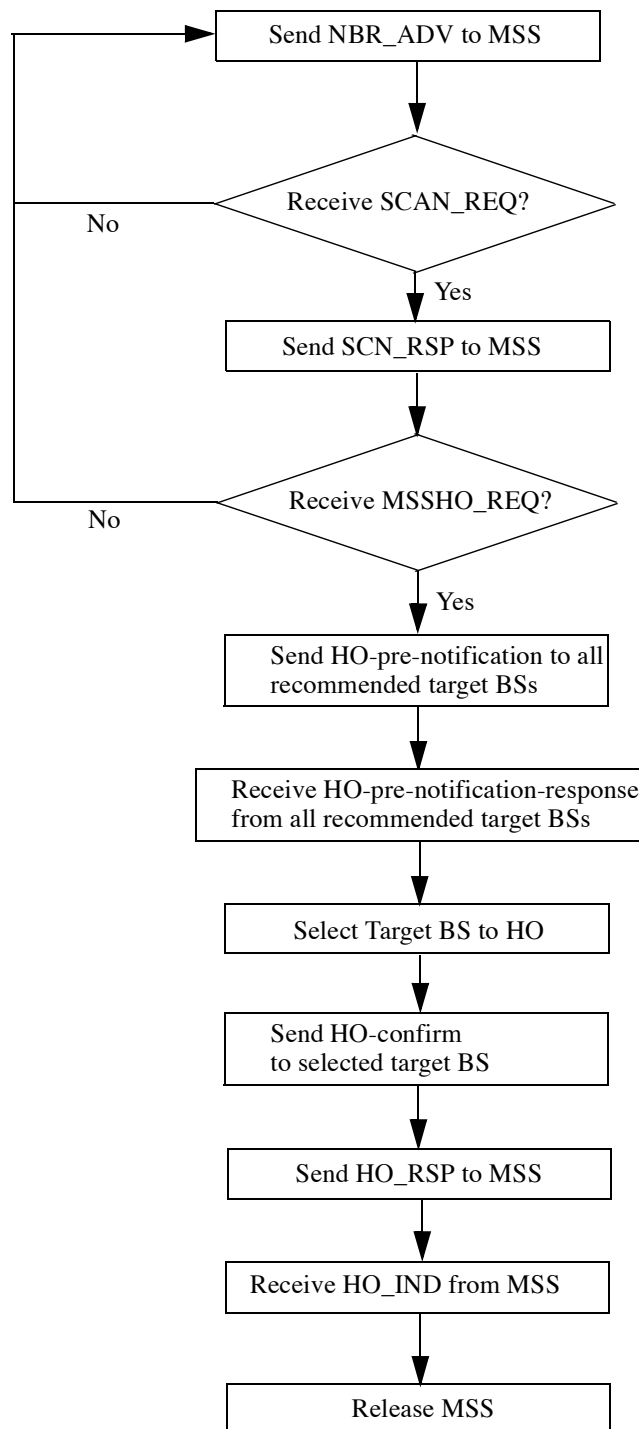 Send NBR_ADV to MSS
Receive SCAN_REQ?
No
Yes
Send SCN_RSP to MSS
Receive MSSHO_REQ?
No
Yes
Send HO-pre-notification to all
recommended target BSs
Receive HO-pre-notification-response
from all recommended target BSs
Select Target BS to HO
Send HO-confirm
to selected target BS
Send HO_RSP to MSS
Receive HO_IND from MSS
Release MSS